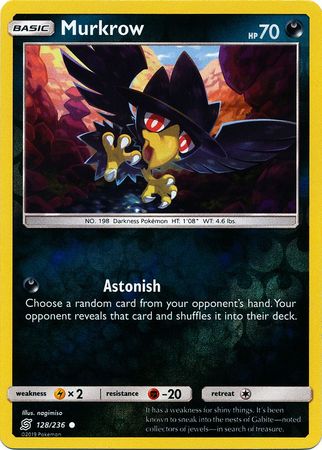 BASIC Murkrow HP 70
NO. 198 Darkness Pokémon HT: 1'08" WT: 4.6 lbs.
Astonish
Choose a random card from your opponent's hand. Your
opponent reveals that card and shuffles it into their deck.
weakness ×2 resistance -20 retreat
Illus. nagimiso
128/236
©2019 Pokémon
It has a weakness for shiny things. It's been
known to sneak into the nests of Gabite—noted
collectors of jewels—in search of treasure.